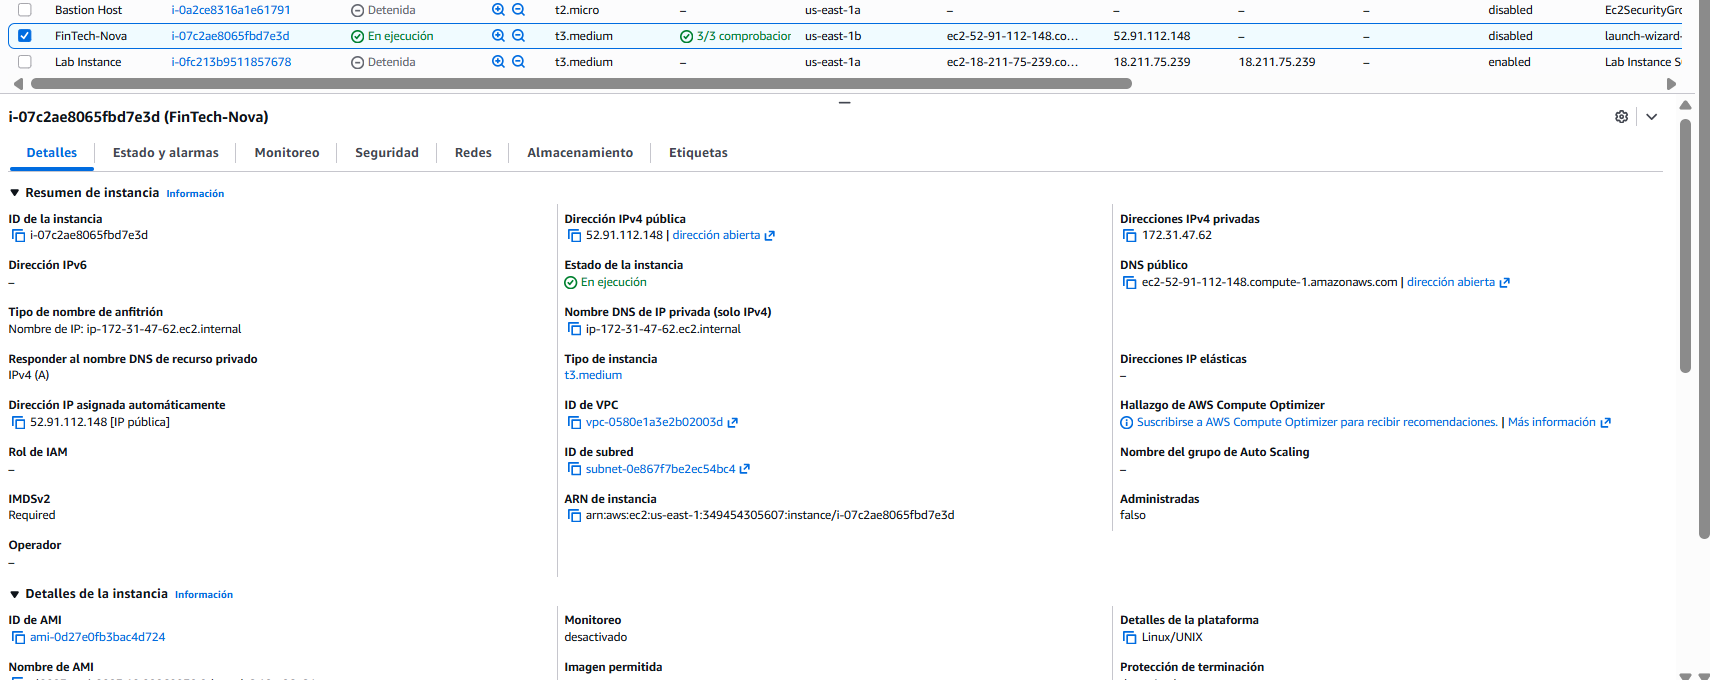 Bastion Host i-0a2ce8316a1e61791 Detenida t2.micro – us-east-1a – – – – disabled Ec2SecurityGro
FinTech-Nova i-07c2ae8065fbd7e3d En ejecución t3.medium 3/3 comprobacion us-east-1b ec2-52-91-112-148.co... 52.91.112.148 – – disabled launch-wizard-
Lab Instance i-0fc213b9511857678 Detenida t3.medium – us-east-1a ec2-18-211-75-239.co... 18.211.75.239 18.211.75.239 – enabled Lab Instance S
i-07c2ae8065fbd7e3d (FinTech-Nova)
Detalles Estado y alarmas Monitoreo Seguridad Redes Almacenamiento Etiquetas
Resumen de instancia Información
ID de la instancia
i-07c2ae8065fbd7e3d
Dirección IPv4 pública
52.91.112.148 | dirección abierta
Direcciones IPv4 privadas
172.31.47.62
Dirección IPv6
–
Estado de la instancia
En ejecución
DNS público
ec2-52-91-112-148.compute-1.amazonaws.com | dirección abierta
Tipo de nombre de anfitrión
Nombre de IP: ip-172-31-47-62.ec2.internal
Nombre DNS de IP privada (solo IPv4)
ip-172-31-47-62.ec2.internal
Responder al nombre DNS de recurso privado
IPv4 (A)
Tipo de instancia
t3.medium
Direcciones IP elásticas
–
Dirección IP asignada automáticamente
52.91.112.148 [IP pública]
ID de VPC
vpc-0580e1a3e2b02003d
Hallazgo de AWS Compute Optimizer
Suscribirse a AWS Compute Optimizer para recibir recomendaciones. | Más información
Rol de IAM
–
ID de subred
subnet-0e867f7be2ec54bc4
Nombre del grupo de Auto Scaling
–
IMDSv2
Required
ARN de instancia
arn:aws:ec2:us-east-1:349454305607:instance/i-07c2ae8065fbd7e3d
Administradas
falso
Operador
–
Detalles de la instancia Información
ID de AMI
ami-0d27e0fb3bac4d724
Monitoreo
desactivado
Detalles de la plataforma
Linux/UNIX
Nombre de AMI
Imagen permitida
Protección de terminación